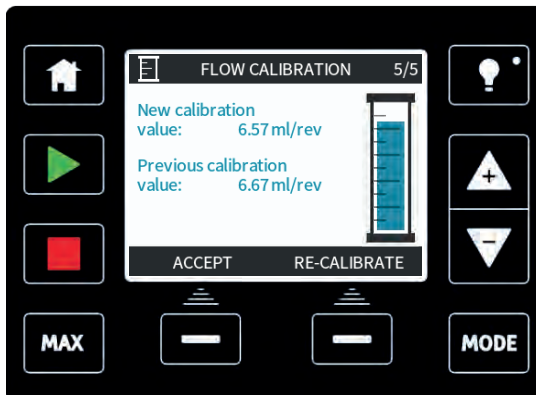 FLOW CALIBRATION 5/5
New calibration
value: 6.57 ml/rev
Previous calibration
value: 6.67 ml/rev
ACCEPT RE-CALIBRATE
MAX
MODE